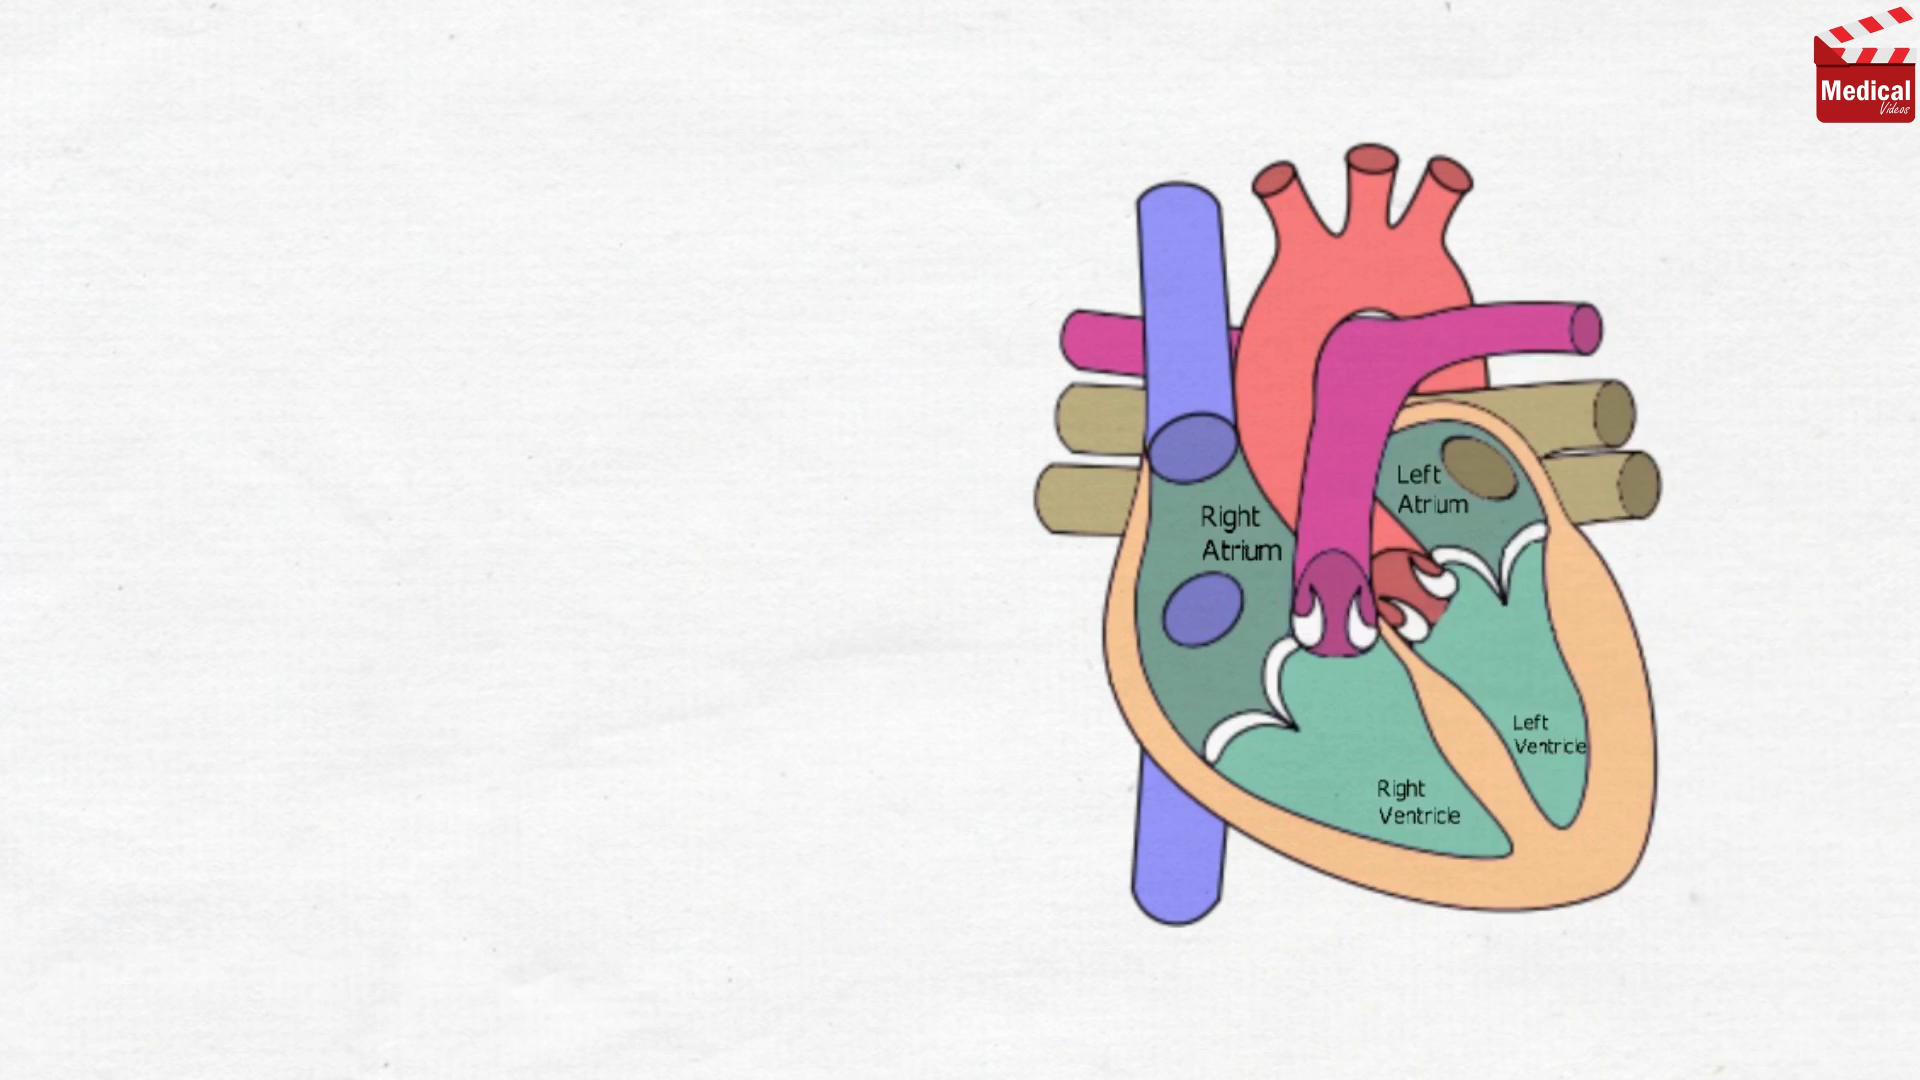 Medical
Videos
Left
Atrium
Right
Atrium
Left
Ventricle
Right
Ventricle